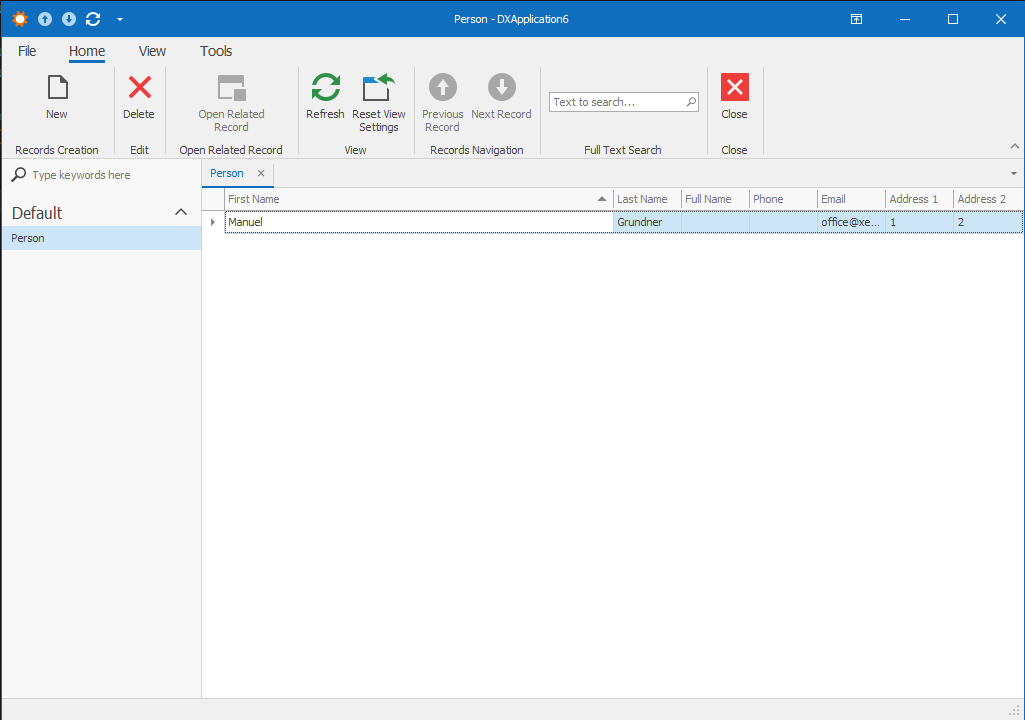 Person - DXApplication6
File Home View Tools
New Delete Open Related Record Refresh Reset View Settings Previous Record Next Record Text to search... Close
Records Creation Edit Open Related Record View Records Navigation Full Text Search Close
Type keywords here
Default
Person
Person
First Name Last Name Full Name Phone Email Address 1 Address 2
Manuel Grundner office@xe... 1 2